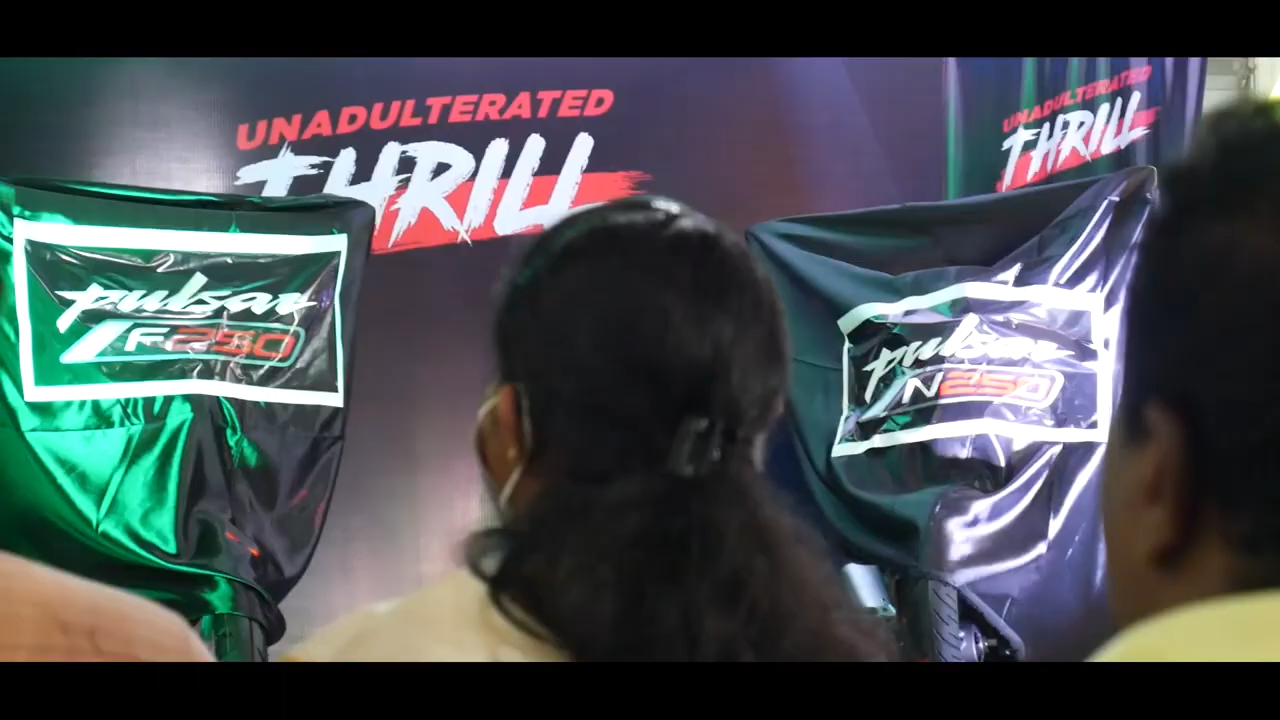 UNADULTERATED
THRILL
UNADULTERATED
THRILL
pulsar
F250
pulsar
N250